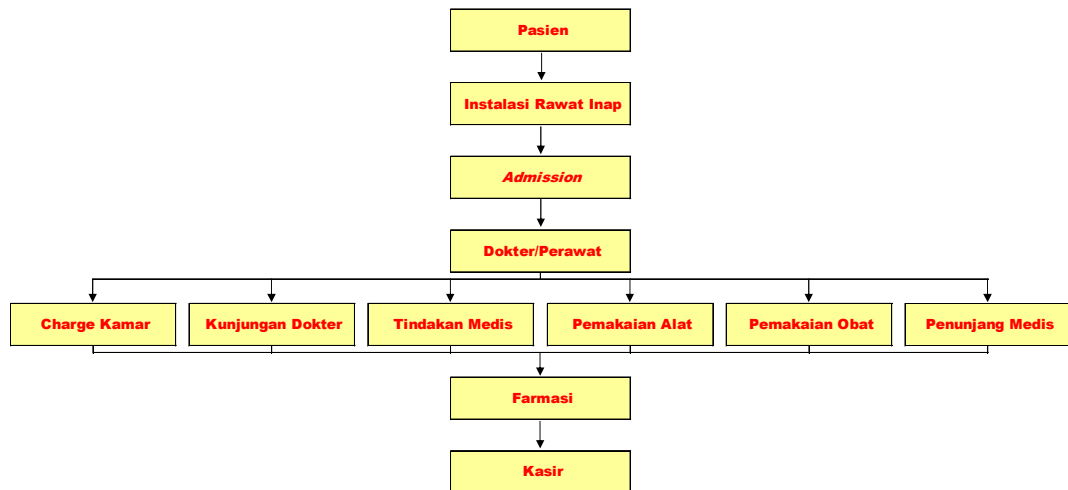 Pasien
Instalasi Rawat Inap
Admission
Dokter/Perawat
Charge Kamar
Kunjungan Dokter
Tindakan Medis
Pemakaian Alat
Pemakaian Obat
Penunjang Medis
Farmasi
Kasir